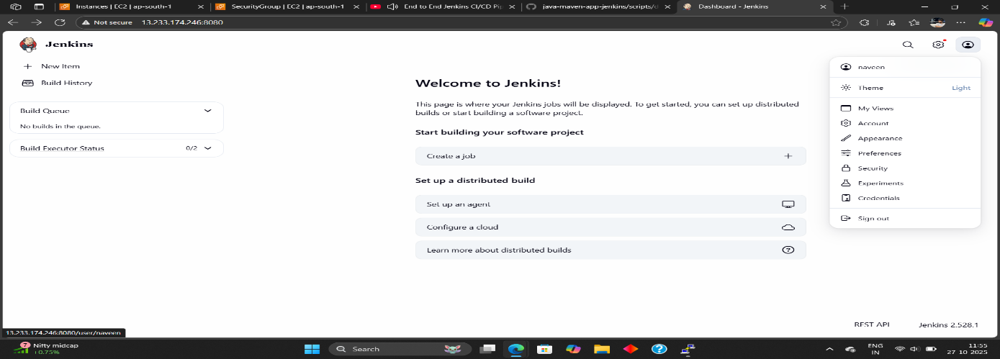 Instances | EC2 | ap-south-1
SecurityGroup | EC2 | ap-south-1
End to End Jenkins CI/CD Pip
java-maven-app-jenkins/scripts/d
Dashboard - Jenkins
Not secure
13.233.174.246:8080
Jenkins
New Item
Build History
Build Queue
No builds in the queue.
Build Executor Status
0/2
Welcome to Jenkins!
This page is where your Jenkins jobs will be displayed. To get started, you can set up distributed
builds or start building a software project.
Start building your software project
Create a job
Set up a distributed build
Set up an agent
Configure a cloud
Learn more about distributed builds
naveen
Theme
Light
My Views
Account
Appearance
Preferences
Security
Experiments
Credentials
Sign out
REST API
Jenkins 2.528.1
13.233.174.246:8080/user/naveen
7
Nifty midcap
+0.75%
Search
ENG
IN
11:55
27-10-2025